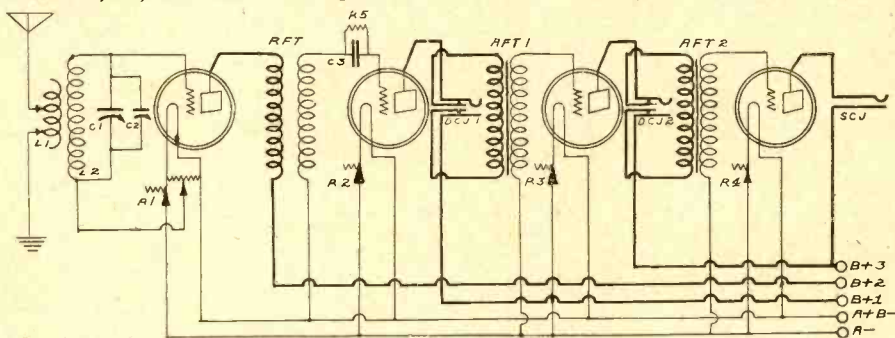 RFT
R5
C3
AFT 1
AFT 2
C1
C2
L1
L2
DCJ 1
DCJ 2
SCJ
R1
R2
R3
R4
B+3
B+2
B+1
A+B-
A-